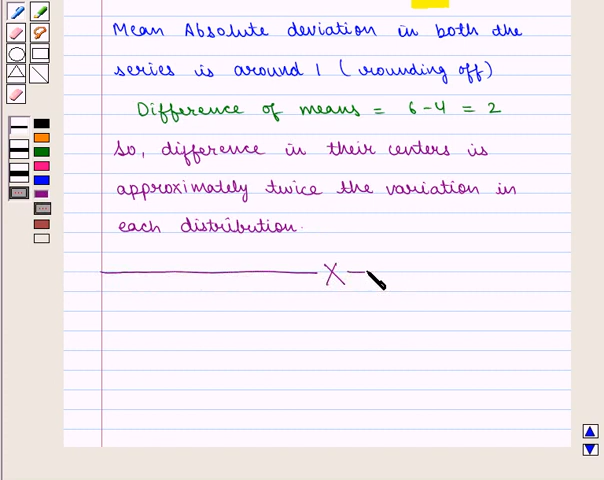 Mean Absolute deviation in both the
series is around 1 (rounding off)
Difference of means = 6-4 = 2
So, difference in their centers is
approximately twice the variation in
each distribution.
X